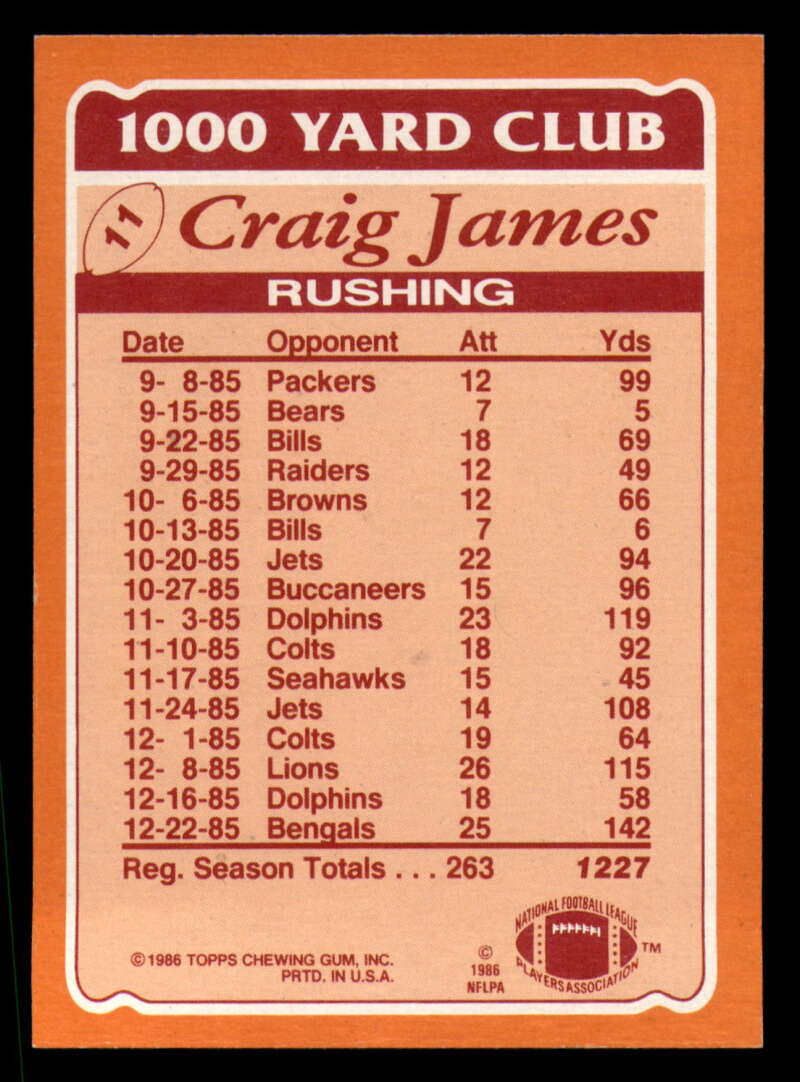 1000 YARD CLUB
11 Craig James
RUSHING
Date Opponent Att Yds
9- 8-85 Packers 12 99
9-15-85 Bears 7 5
9-22-85 Bills 18 69
9-29-85 Raiders 12 49
10- 6-85 Browns 12 66
10-13-85 Bills 7 6
10-20-85 Jets 22 94
10-27-85 Buccaneers 15 96
11- 3-85 Dolphins 23 119
11-10-85 Colts 18 92
11-17-85 Seahawks 15 45
11-24-85 Jets 14 108
12- 1-85 Colts 19 64
12- 8-85 Lions 26 115
12-16-85 Dolphins 18 58
12-22-85 Bengals 25 142
Reg. Season Totals . . . 263 1227
©1986 TOPPS CHEWING GUM, INC.
PRTD. IN U.S.A.
©
1986
NFLPA
NATIONAL FOOTBALL LEAGUE
PLAYERS ASSOCIATION
TM